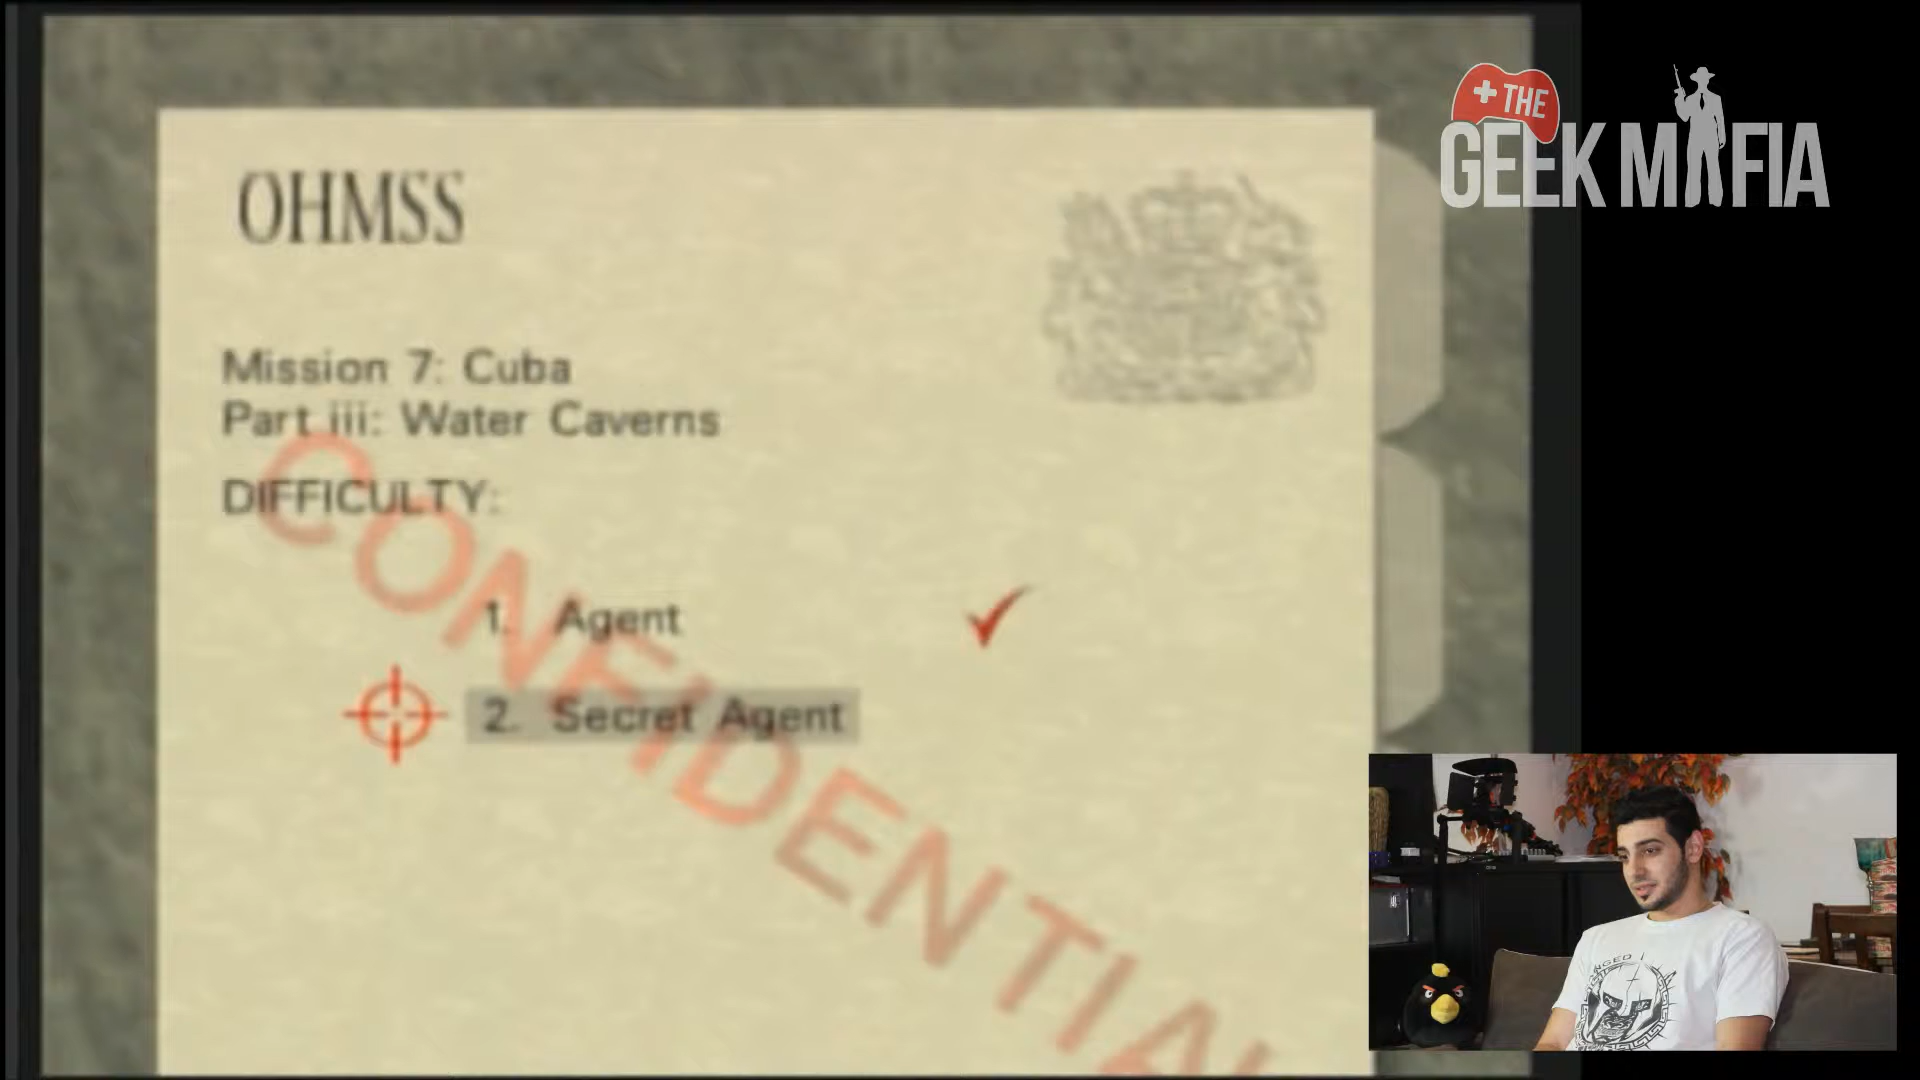 THE
GEEK MAFIA
OHMSS
Mission 7: Cuba
Part iii: Water Caverns
DIFFICULTY:
1. Agent
2. Secret Agent
CONFIDENTIAL